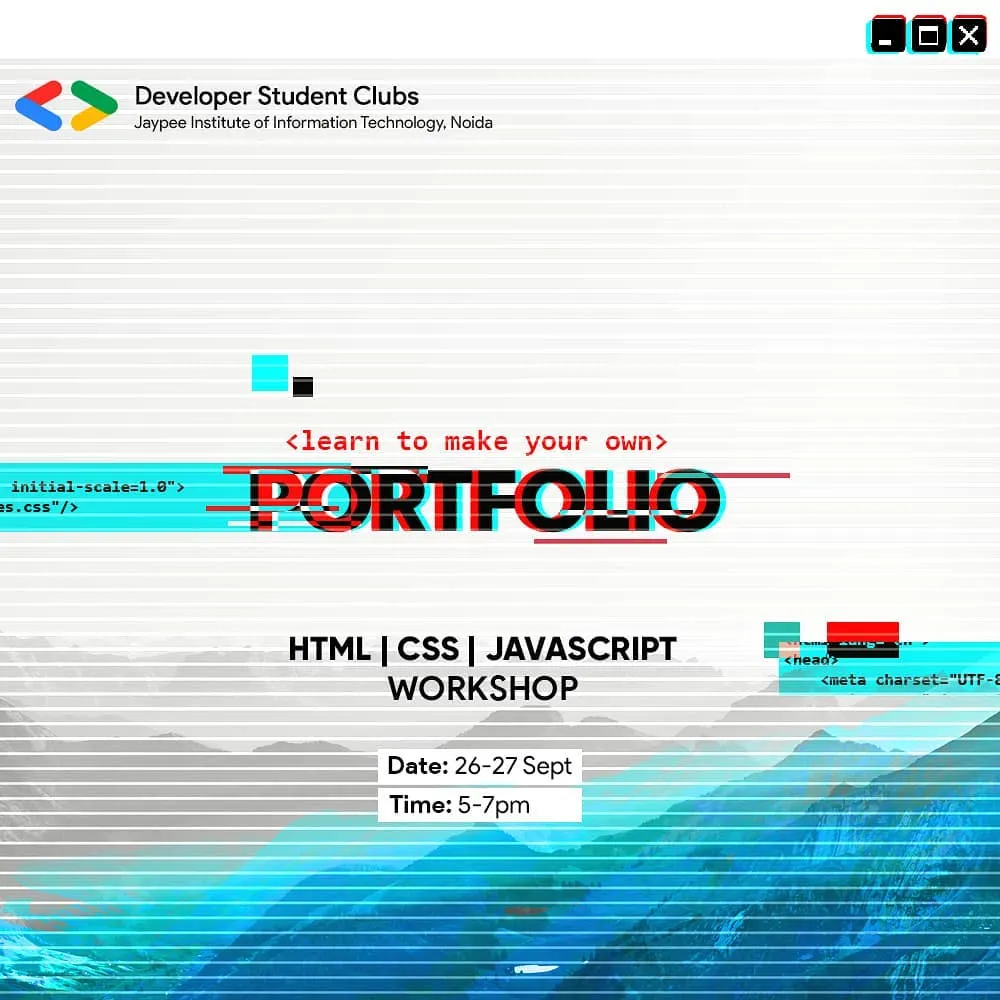 Developer Student Clubs
Jaypee Institute of Information Technology, Noida
<learn to make your own>
PORTFOLIO
initial-scale=1.0">
es.css"/>
HTML | CSS | JAVASCRIPT
WORKSHOP
<head>
<meta charset="UTF-8
Date: 26-27 Sept
Time: 5-7pm